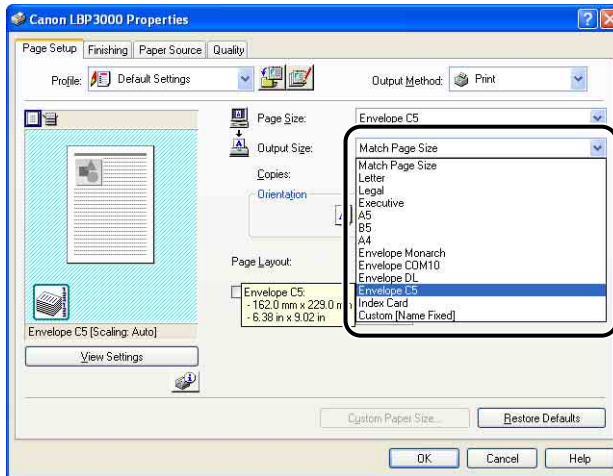 Canon LBP3000 Properties
Page Setup Finishing Paper Source Quality
Profile: Default Settings Output Method: Print
Page Size: Envelope C5
Output Size: Match Page Size
Match Page Size
Letter
Legal
Executive
A5
B5
A4
Envelope Monarch
Envelope COM10
Envelope DL
Envelope C5
Index Card
Custom [Name Fixed]
Copies:
Orientation
A
Page Layout:
Envelope C5:
- 162.0 mm x 229.0 m
- 6.38 in x 9.02 in
Envelope C5 [Scaling: Auto]
View Settings
Custom Paper Size... Restore Defaults
OK Cancel Help